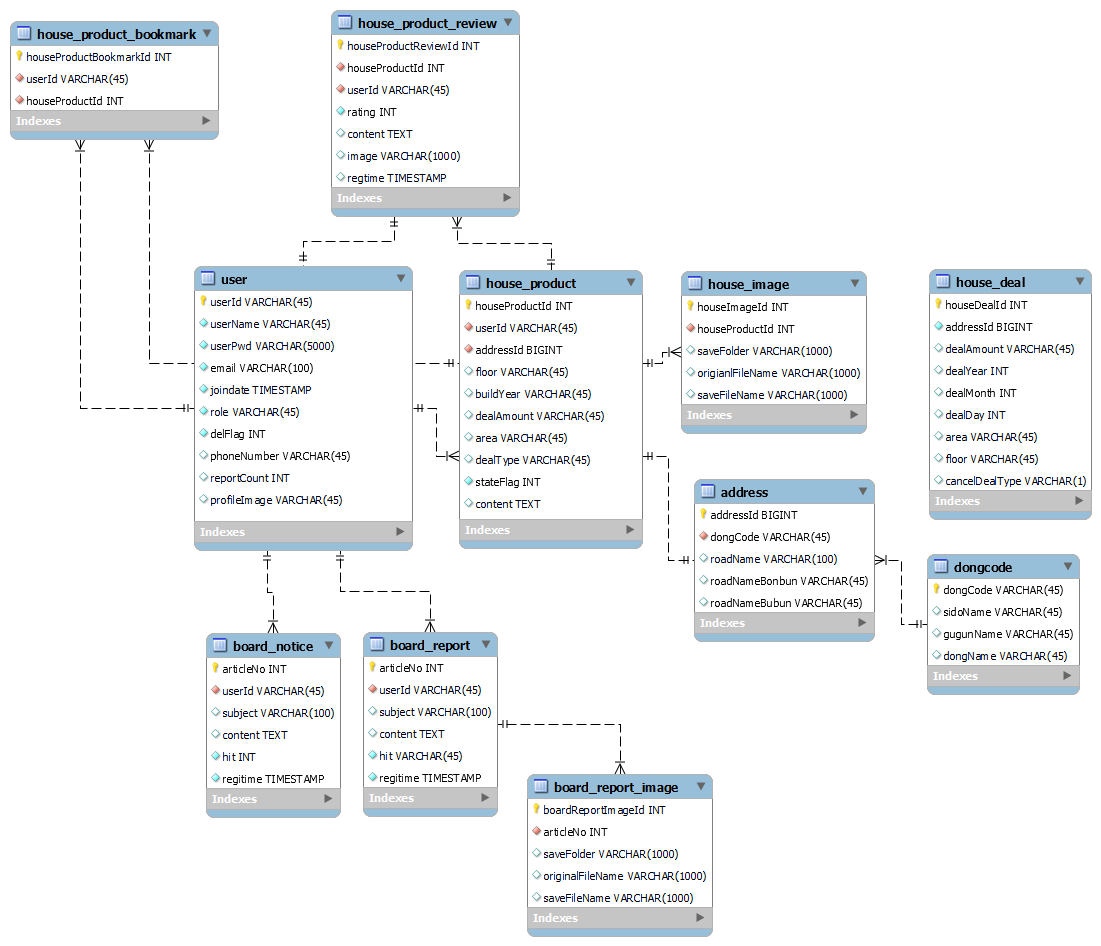 house_product_bookmark
houseProductBookmarkId INT
userId VARCHAR(45)
houseProductId INT
Indexes
house_product_review
houseProductReviewId INT
houseProductId INT
userId VARCHAR(45)
rating INT
content TEXT
image VARCHAR(1000)
regtime TIMESTAMP
Indexes
user
userId VARCHAR(45)
userName VARCHAR(45)
userPwd VARCHAR(5000)
email VARCHAR(100)
joindate TIMESTAMP
role VARCHAR(45)
delFlag INT
phoneNumber VARCHAR(45)
reportCount INT
profileImage VARCHAR(45)
Indexes
house_product
houseProductId INT
userId VARCHAR(45)
addressId BIGINT
floor VARCHAR(45)
buildYear VARCHAR(45)
dealAmount VARCHAR(45)
area VARCHAR(45)
dealType VARCHAR(45)
stateFlag INT
content TEXT
Indexes
house_image
houseImageId INT
houseProductId INT
saveFolder VARCHAR(1000)
origianlFileName VARCHAR(1000)
saveFileName VARCHAR(1000)
Indexes
house_deal
houseDealId INT
addressId BIGINT
dealAmount VARCHAR(45)
dealYear INT
dealMonth INT
dealDay INT
area VARCHAR(45)
floor VARCHAR(45)
cancelDealType VARCHAR(1)
Indexes
address
addressId BIGINT
dongCode VARCHAR(45)
roadName VARCHAR(100)
roadNameBonbun VARCHAR(45)
roadNameBubun VARCHAR(45)
Indexes
dongcode
dongCode VARCHAR(45)
sidoName VARCHAR(45)
gugunName VARCHAR(45)
dongName VARCHAR(45)
Indexes
board_notice
articleNo INT
userId VARCHAR(45)
subject VARCHAR(100)
content TEXT
hit INT
regitime TIMESTAMP
Indexes
board_report
articleNo INT
userId VARCHAR(45)
subject VARCHAR(100)
content TEXT
hit VARCHAR(45)
regitime TIMESTAMP
Indexes
board_report_image
boardReportImageId INT
articleNo INT
saveFolder VARCHAR(1000)
originalFileName VARCHAR(1000)
saveFileName VARCHAR(1000)
Indexes